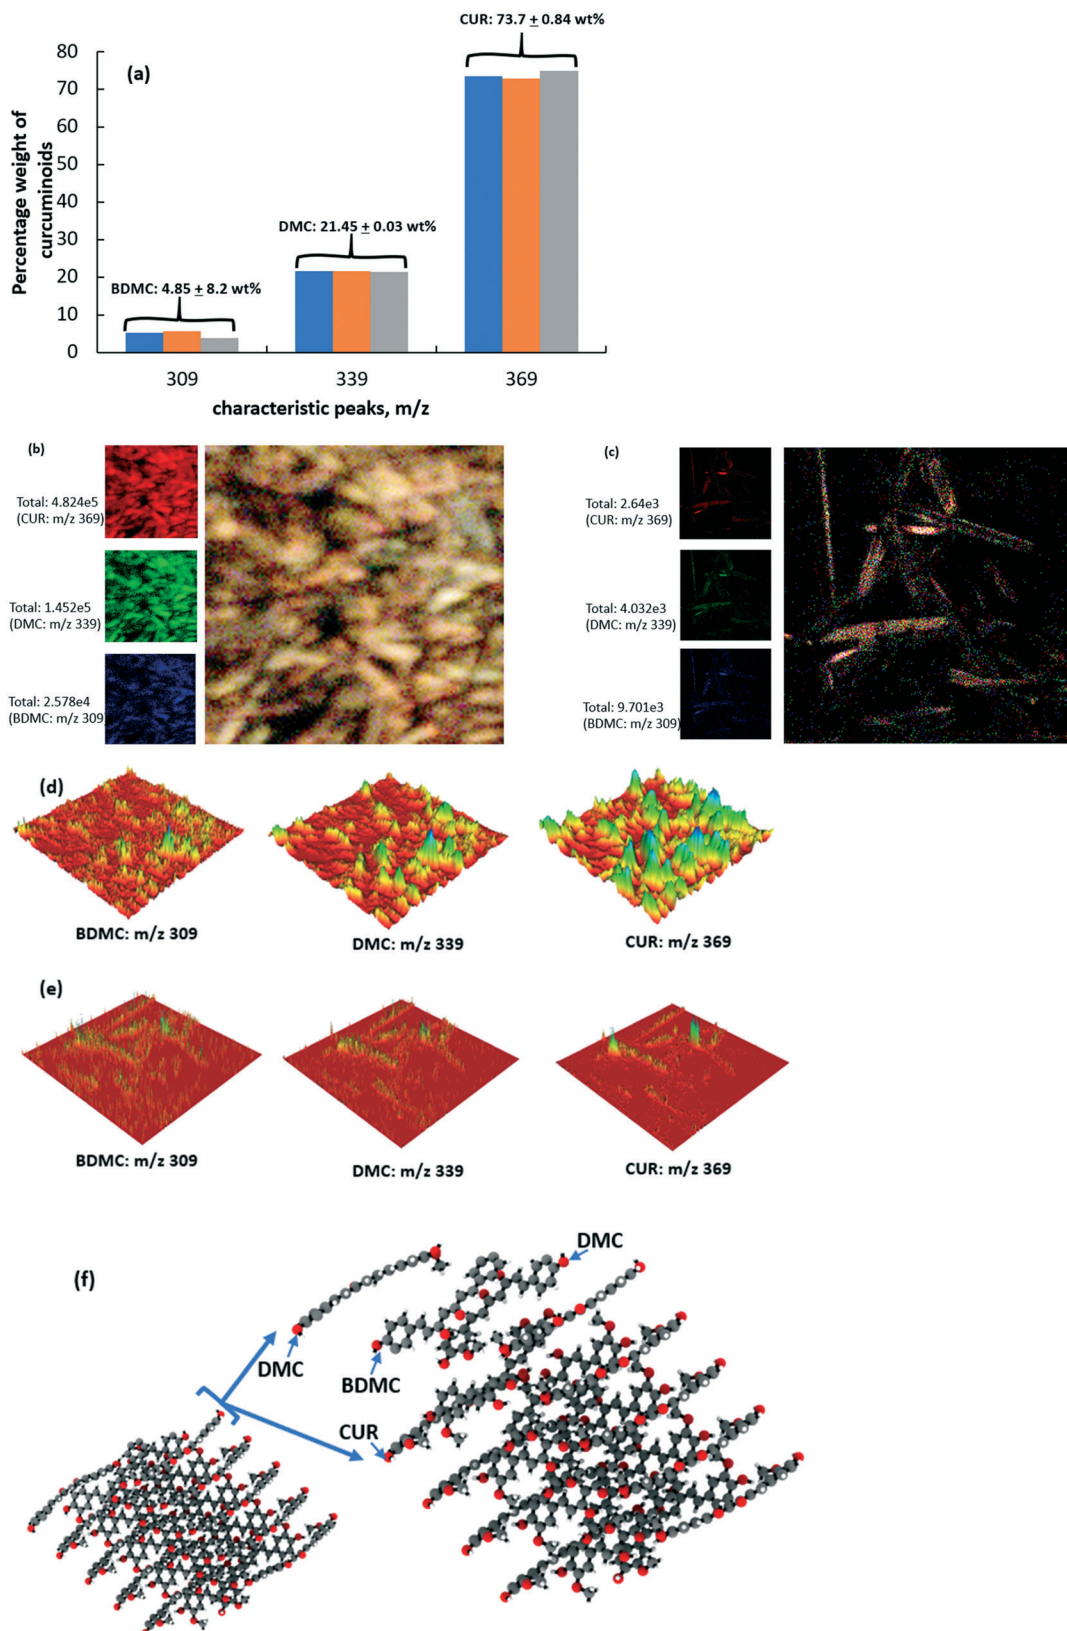 CUR: 73.7 ± 0.84 wt%
80
(a)
70
60
50
40
DMC: 21.45 ± 0.03 wt%
30
20
BDMC: 4.85 ± 8.2 wt%
10
0
Percentage weight of
curcuminoids
309
339
369
characteristic peaks, m/z
(b)
Total: 4.824e5
(CUR: m/z 369)
Total: 1.452e5
(DMC: m/z 339)
Total: 2.578e4
(BDMC: m/z 309)
(c)
Total: 2.64e3
(CUR: m/z 369)
Total: 4.032e3
(DMC: m/z 339)
Total: 9.701e3
(BDMC: m/z 309)
(d)
BDMC: m/z 309
DMC: m/z 339
CUR: m/z 369
(e)
BDMC: m/z 309
DMC: m/z 339
CUR: m/z 369
(f)
DMC
DMC
BDMC
CUR